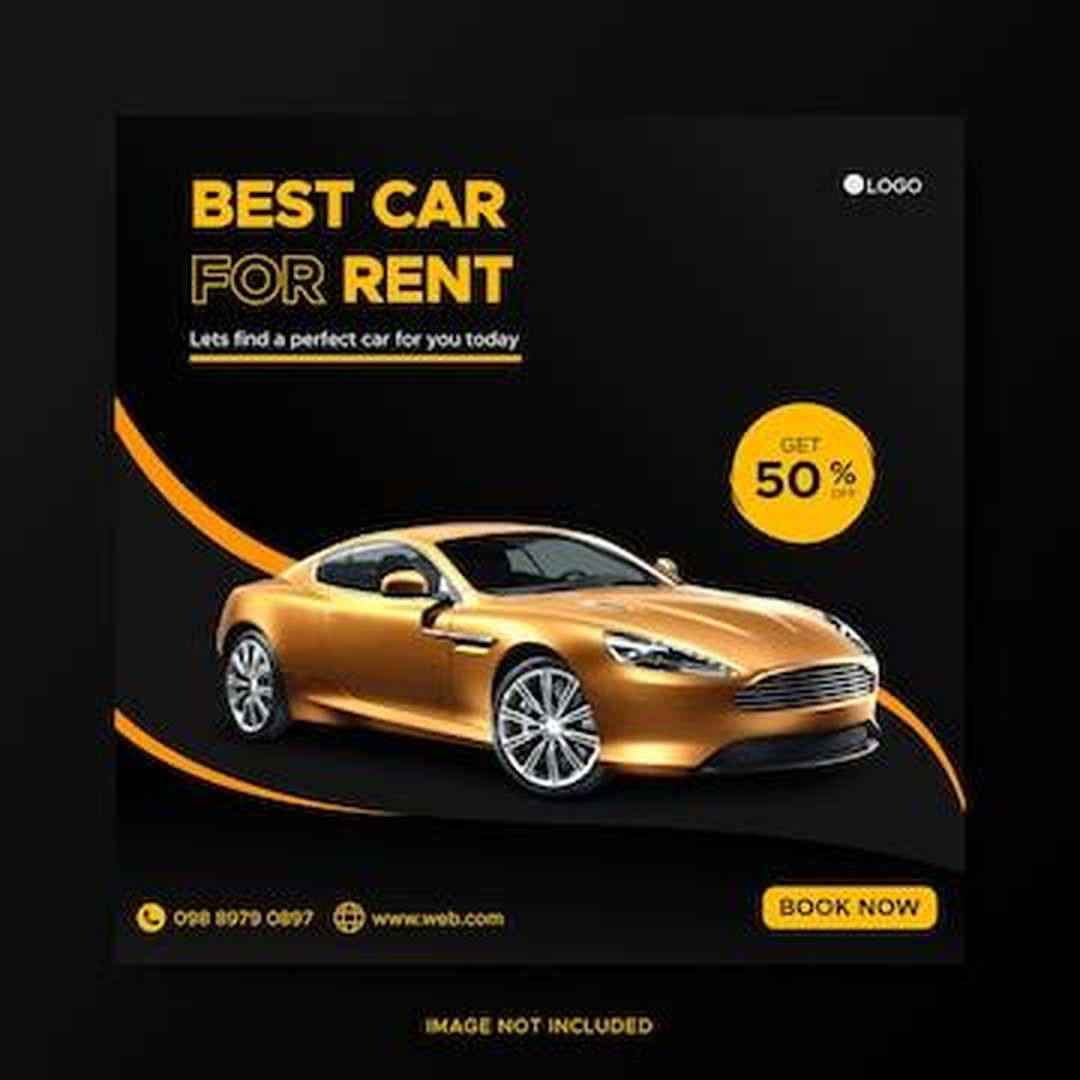 BEST CAR
FOR RENT
Lets find a perfect car for you today
LOGO
GET
50 %
OFF
098 8979 0897
www.web.com
BOOK NOW
IMAGE NOT INCLUDED